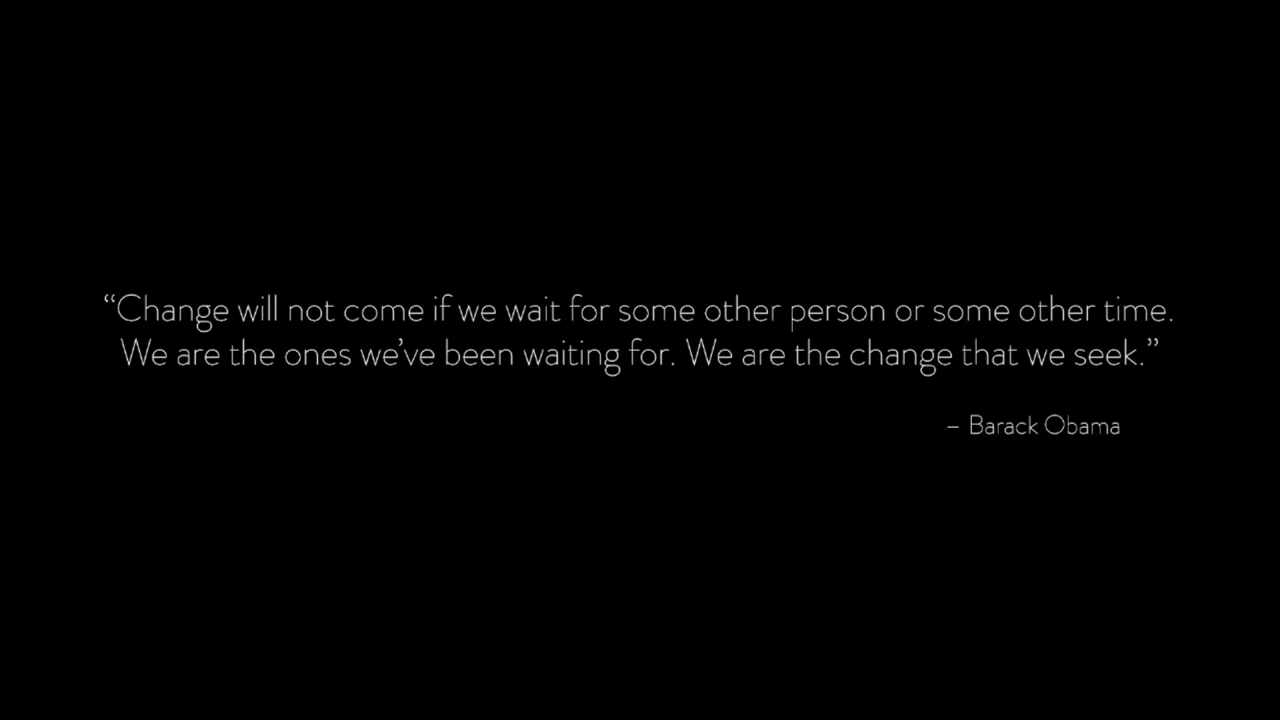 “Change will not come if we wait for some other person or some other time.
We are the ones we’ve been waiting for. We are the change that we seek.”
– Barack Obama